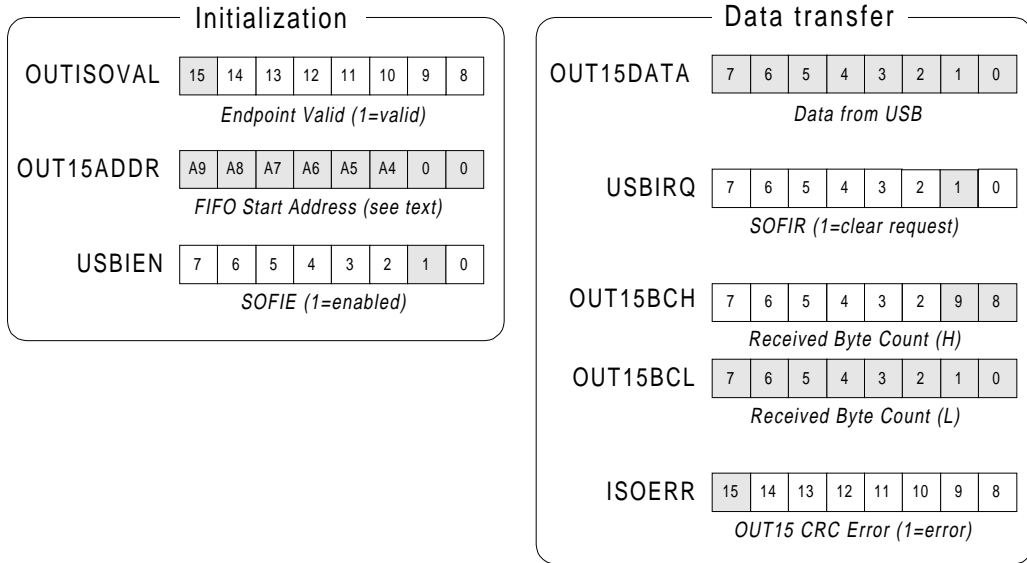 Initialization
OUTISOVAL 15 14 13 12 11 10 9 8
Endpoint Valid (1=valid)
OUT15ADDR A9 A8 A7 A6 A5 A4 0 0
FIFO Start Address (see text)
USBIEN 7 6 5 4 3 2 1 0
SOFIE (1=enabled)
Data transfer
OUT15DATA 7 6 5 4 3 2 1 0
Data from USB
USBIRQ 7 6 5 4 3 2 1 0
SOFIR (1=clear request)
OUT15BCH 7 6 5 4 3 2 9 8
Received Byte Count (H)
OUT15BCL 7 6 5 4 3 2 1 0
Received Byte Count (L)
ISOERR 15 14 13 12 11 10 9 8
OUT15 CRC Error (1=error)